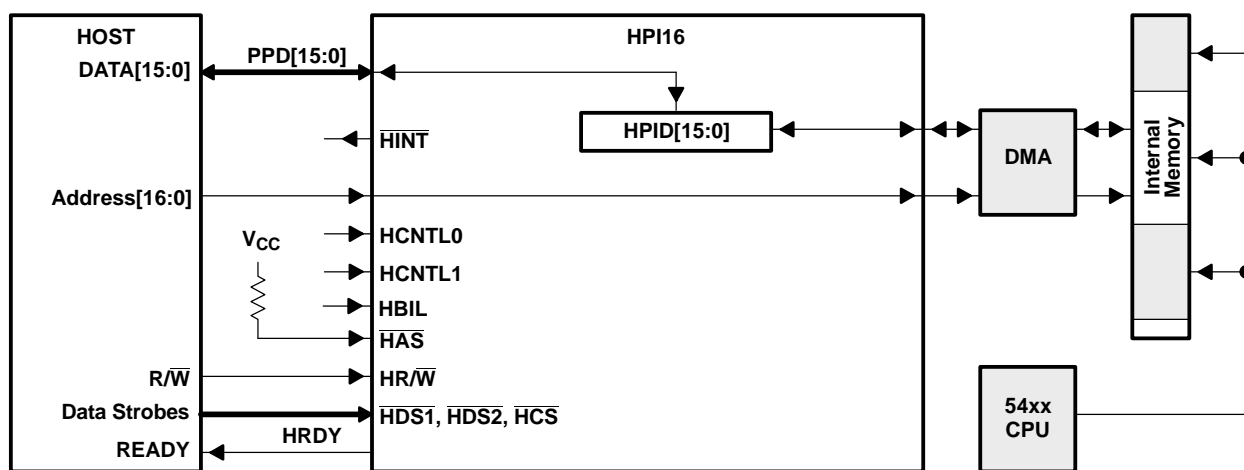 HOST
HPI16
DATA[15:0]
PPD[15:0]
HPID[15:0]
HINT
DMA
Internal
Memory
Address[16:0]
VCC
HCNTL0
HCNTL1
HBIL
HAS
R/W
HR/W
Data Strobes
HDS1, HDS2, HCS
54xx
CPU
READY
HRDY